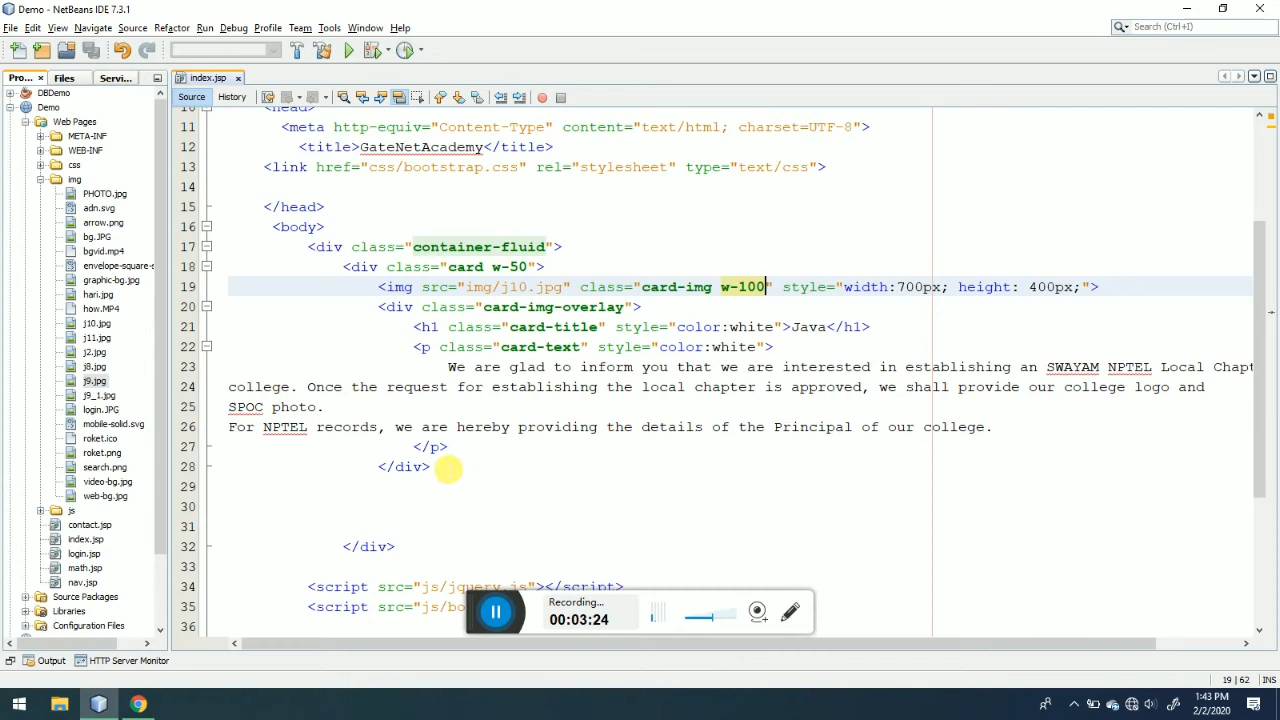 Demo - NetBeans IDE 7.3.1
File Edit View Navigate Source Refactor Run Debug Profile Team Tools Window Help
Search (Ctrl+I)
Pro... Files Servi...
index.jsp
Source History
DBDemo
Demo
Web Pages
META-INF
WEB-INF
css
img
PHOTO.jpg
adn.svg
arrow.png
bg.JPG
bgvid.mp4
envelope-square-s
graphic-bg.jpg
hari.jpg
how.MP4
j10.jpg
j11.jpg
j2.jpg
j8.jpg
j9.jpg
j9_1.jpg
login.JPG
mobile-solid.svg
roket.ico
roket.png
search.png
video-bg.jpg
web-bg.jpg
js
contact.jsp
index.jsp
login.jsp
math.jsp
nav.jsp
Source Packages
Libraries
Configuration Files
10 <head>
11 <meta http-equiv="Content-Type" content="text/html; charset=UTF-8">
12 <title>GateNetAcademy</title>
13 <link href="css/bootstrap.css" rel="stylesheet" type="text/css">
14
15 </head>
16 <body>
17 <div class="container-fluid">
18 <div class="card w-50">
19 <img src="img/j10.jpg" class="card-img w-100" style="width:700px; height: 400px;">
20 <div class="card-img-overlay">
21 <h1 class="card-title" style="color:white">Java</h1>
22 <p class="card-text" style="color:white">
23 We are glad to inform you that we are interested in establishing an SWAYAM NPTEL Local Chapt
24 college. Once the request for establishing the local chapter is approved, we shall provide our college logo and
25 SPOC photo.
26 For NPTEL records, we are hereby providing the details of the Principal of our college.
27 </p>
28 </div>
29
30
31
32 </div>
33
34 <script src="js/jquery.js"></script>
35 <script src="js/bo
36
Recording...
00:03:24
Output HTTP Server Monitor
19 | 62 INS
1:43 PM
2/2/2020